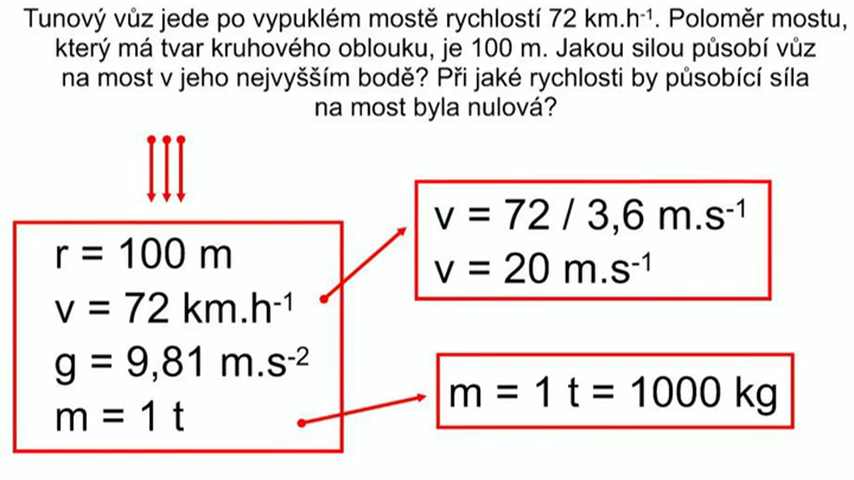 Tunový vůz jede po vypuklém mostě rychlostí 72 km.h⁻¹. Poloměr mostu,
který má tvar kruhového oblouku, je 100 m. Jakou silou působí vůz
na most v jeho nejvyšším bodě? Při jaké rychlosti by působící síla
na most byla nulová?
r = 100 m
v = 72 km.h⁻¹
g = 9,81 m.s⁻²
m = 1 t
v = 72 / 3,6 m.s⁻¹
v = 20 m.s⁻¹
m = 1 t = 1000 kg